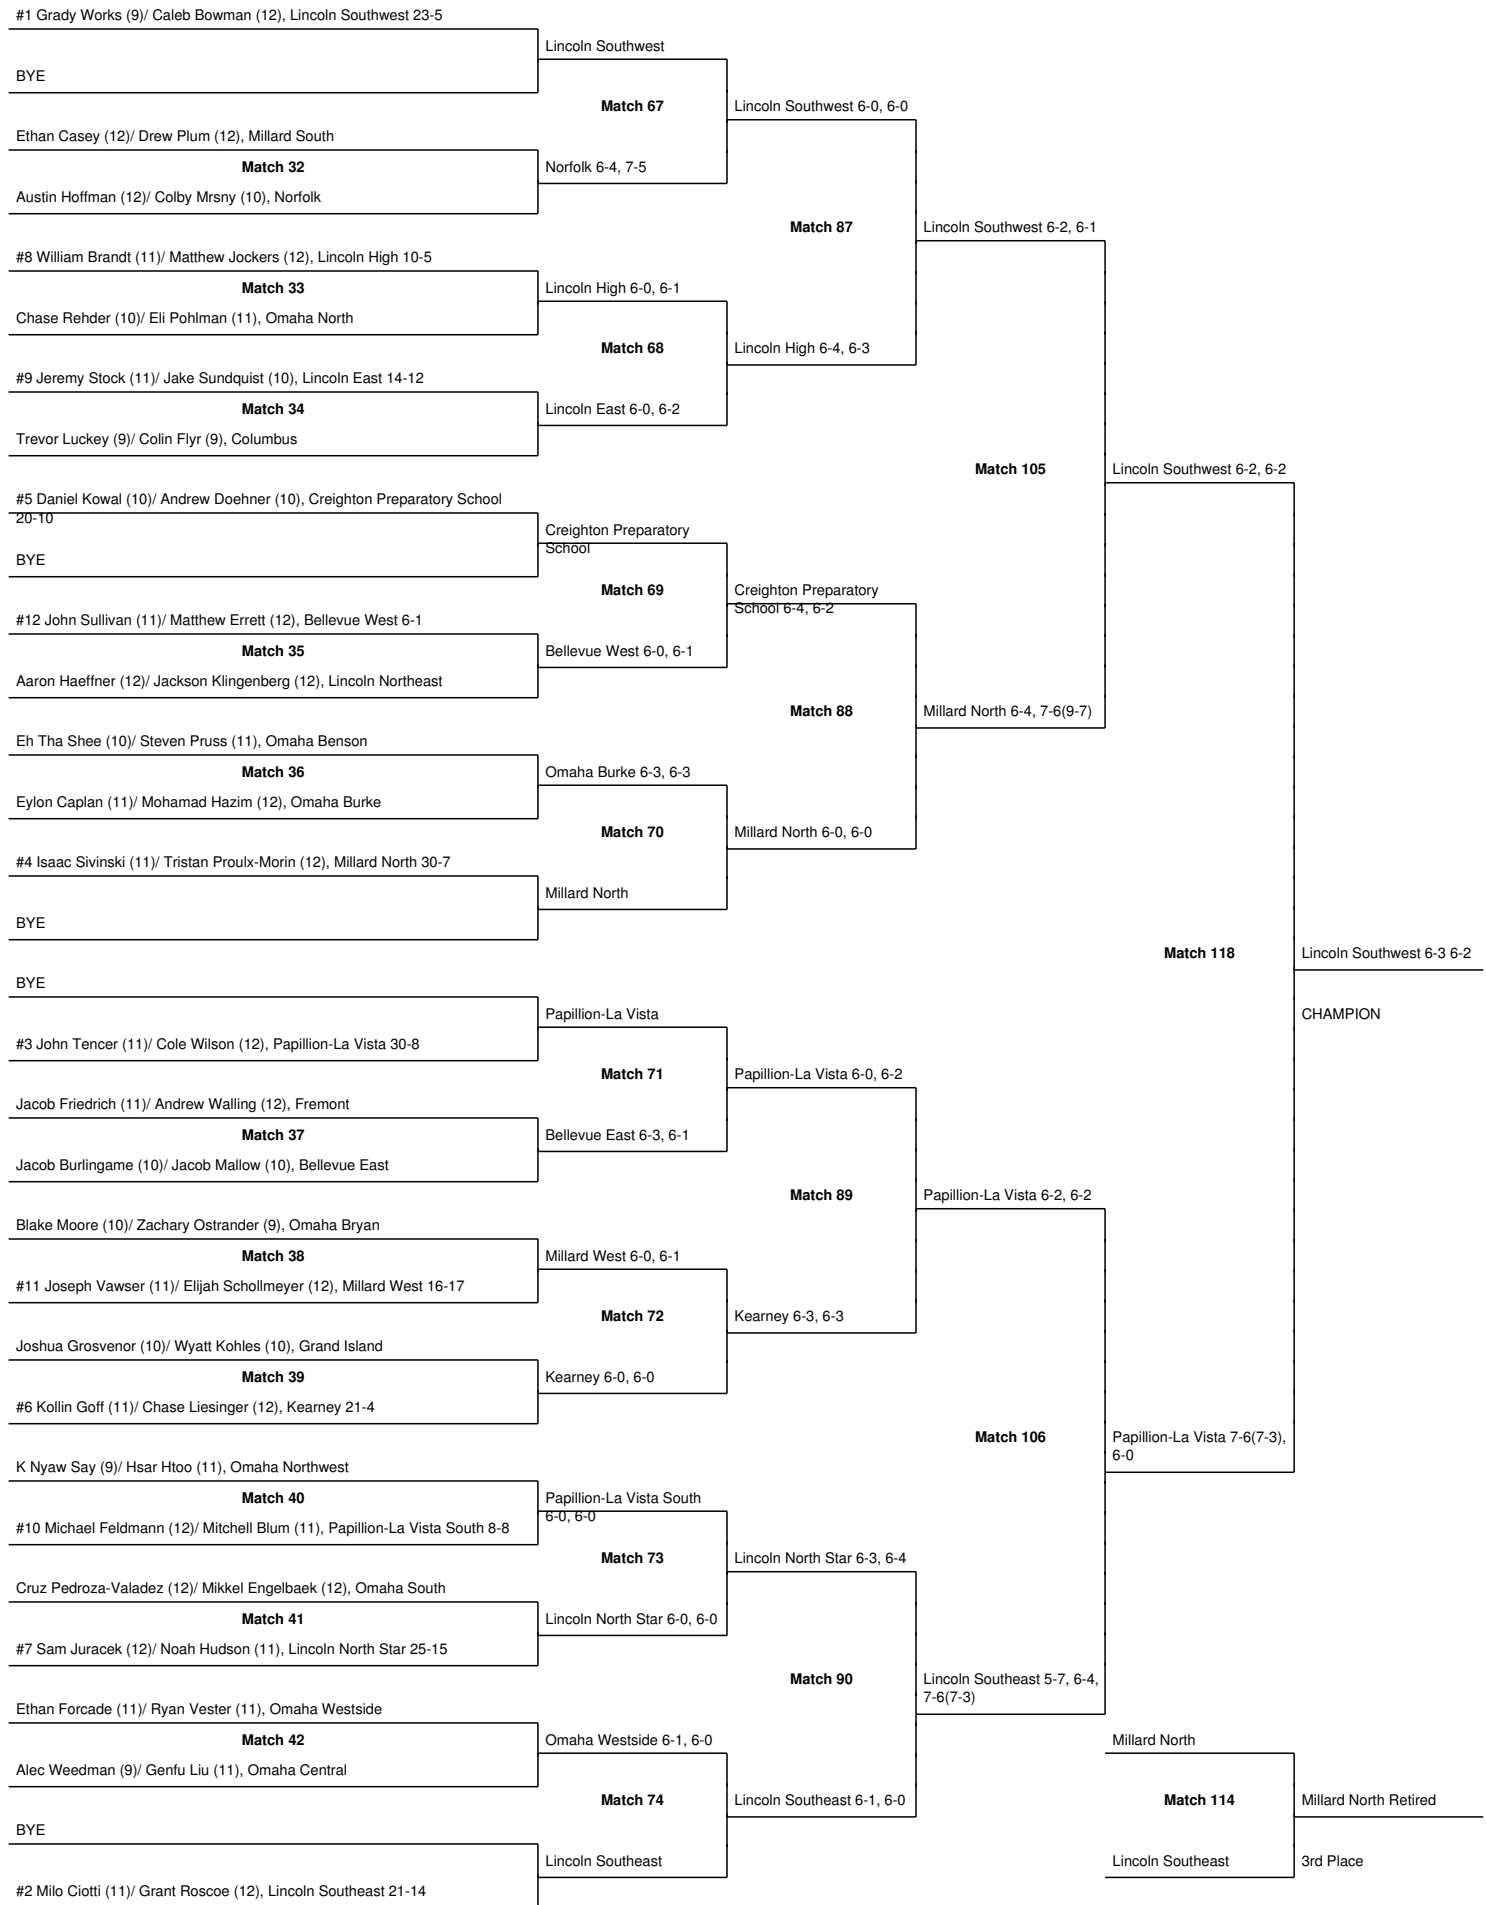 #1 Grady Works (9)/ Caleb Bowman (12), Lincoln Southwest 23-5
Lincoln Southwest
BYE
Match 67
Lincoln Southwest 6-0, 6-0
Ethan Casey (12)/ Drew Plum (12), Millard South
Match 32
Norfolk 6-4, 7-5
Austin Hoffman (12)/ Colby Mrsny (10), Norfolk
Match 87
Lincoln Southwest 6-2, 6-1
#8 William Brandt (11)/ Matthew Jockers (12), Lincoln High 10-5
Match 33
Lincoln High 6-0, 6-1
Chase Rehder (10)/ Eli Pohlman (11), Omaha North
Match 68
Lincoln High 6-4, 6-3
#9 Jeremy Stock (11)/ Jake Sundquist (10), Lincoln East 14-12
Match 34
Lincoln East 6-0, 6-2
Trevor Luckey (9)/ Colin Flyr (9), Columbus
Match 105
Lincoln Southwest 6-2, 6-2
#5 Daniel Kowal (10)/ Andrew Doehner (10), Creighton Preparatory School
20-10
Creighton Preparatory
School
BYE
Match 69
Creighton Preparatory
School 6-4, 6-2
#12 John Sullivan (11)/ Matthew Errett (12), Bellevue West 6-1
Match 35
Bellevue West 6-0, 6-1
Aaron Haeffner (12)/ Jackson Klingenberg (12), Lincoln Northeast
Match 88
Millard North 6-4, 7-6(9-7)
Eh Tha Shee (10)/ Steven Pruss (11), Omaha Benson
Match 36
Omaha Burke 6-3, 6-3
Eylon Caplan (11)/ Mohamad Hazim (12), Omaha Burke
Match 70
Millard North 6-0, 6-0
#4 Isaac Sivinski (11)/ Tristan Proulx-Morin (12), Millard North 30-7
Millard North
BYE
Match 118
Lincoln Southwest 6-3 6-2
BYE
Papillion-La Vista
CHAMPION
#3 John Tencer (11)/ Cole Wilson (12), Papillion-La Vista 30-8
Match 71
Papillion-La Vista 6-0, 6-2
Jacob Friedrich (11)/ Andrew Walling (12), Fremont
Match 37
Bellevue East 6-3, 6-1
Jacob Burlingame (10)/ Jacob Mallow (10), Bellevue East
Match 89
Papillion-La Vista 6-2, 6-2
Blake Moore (10)/ Zachary Ostrander (9), Omaha Bryan
Match 38
Millard West 6-0, 6-1
#11 Joseph Vawser (11)/ Elijah Schollmeyer (12), Millard West 16-17
Match 72
Kearney 6-3, 6-3
Joshua Grosvenor (10)/ Wyatt Kohles (10), Grand Island
Match 39
Kearney 6-0, 6-0
#6 Kollin Goff (11)/ Chase Liesinger (12), Kearney 21-4
Match 106
Papillion-La Vista 7-6(7-3),
6-0
K Nyaw Say (9)/ Hsar Htoo (11), Omaha Northwest
Match 40
Papillion-La Vista South
6-0, 6-0
#10 Michael Feldmann (12)/ Mitchell Blum (11), Papillion-La Vista South 8-8
Match 73
Lincoln North Star 6-3, 6-4
Cruz Pedroza-Valadez (12)/ Mikkel Engelbaek (12), Omaha South
Match 41
Lincoln North Star 6-0, 6-0
#7 Sam Juracek (12)/ Noah Hudson (11), Lincoln North Star 25-15
Match 90
Lincoln Southeast 5-7, 6-4,
7-6(7-3)
Ethan Forcade (11)/ Ryan Vester (11), Omaha Westside
Match 42
Omaha Westside 6-1, 6-0
Millard North
Alec Weedman (9)/ Genfu Liu (11), Omaha Central
Match 74
Lincoln Southeast 6-1, 6-0
Match 114
Millard North Retired
BYE
Lincoln Southeast
Lincoln Southeast
3rd Place
#2 Milo Ciotti (11)/ Grant Roscoe (12), Lincoln Southeast 21-14